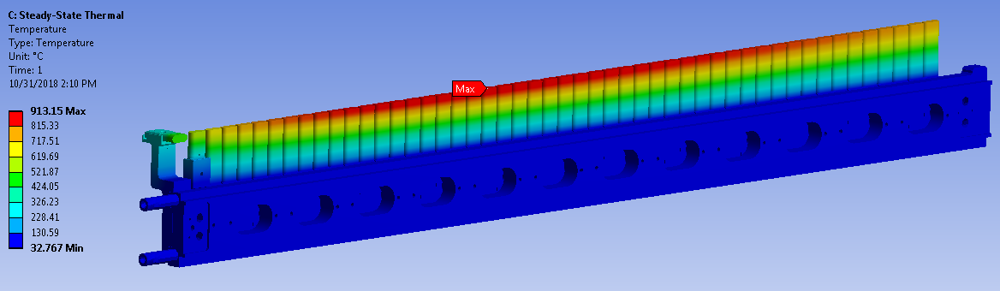 C: Steady-State Thermal
Temperature
Type: Temperature
Unit: °C
Time: 1
10/31/2018 2:10 PM
913.15 Max
815.33
717.51
619.69
521.87
424.05
326.23
228.41
130.59
32.767 Min
Max